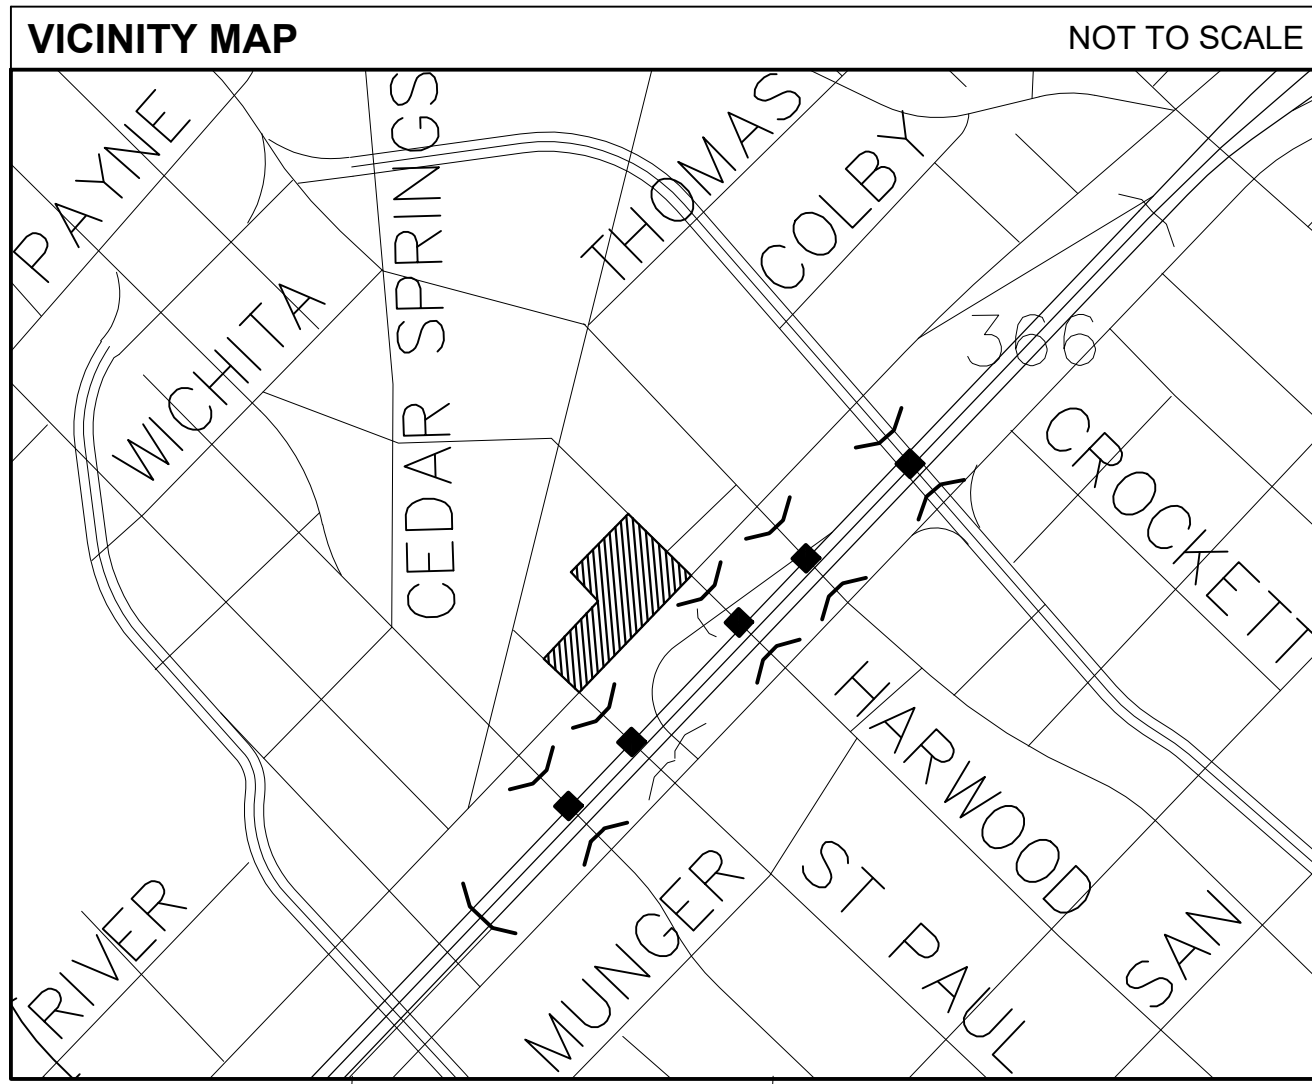 VICINITY MAP
NOT TO SCALE
PAYNE
CEDAR SPRINGS
THOMAS
COLBY
WICHITA
366
CROCKETT
HARWOOD
ST PAUL
SAN
MUNGER
RIVER